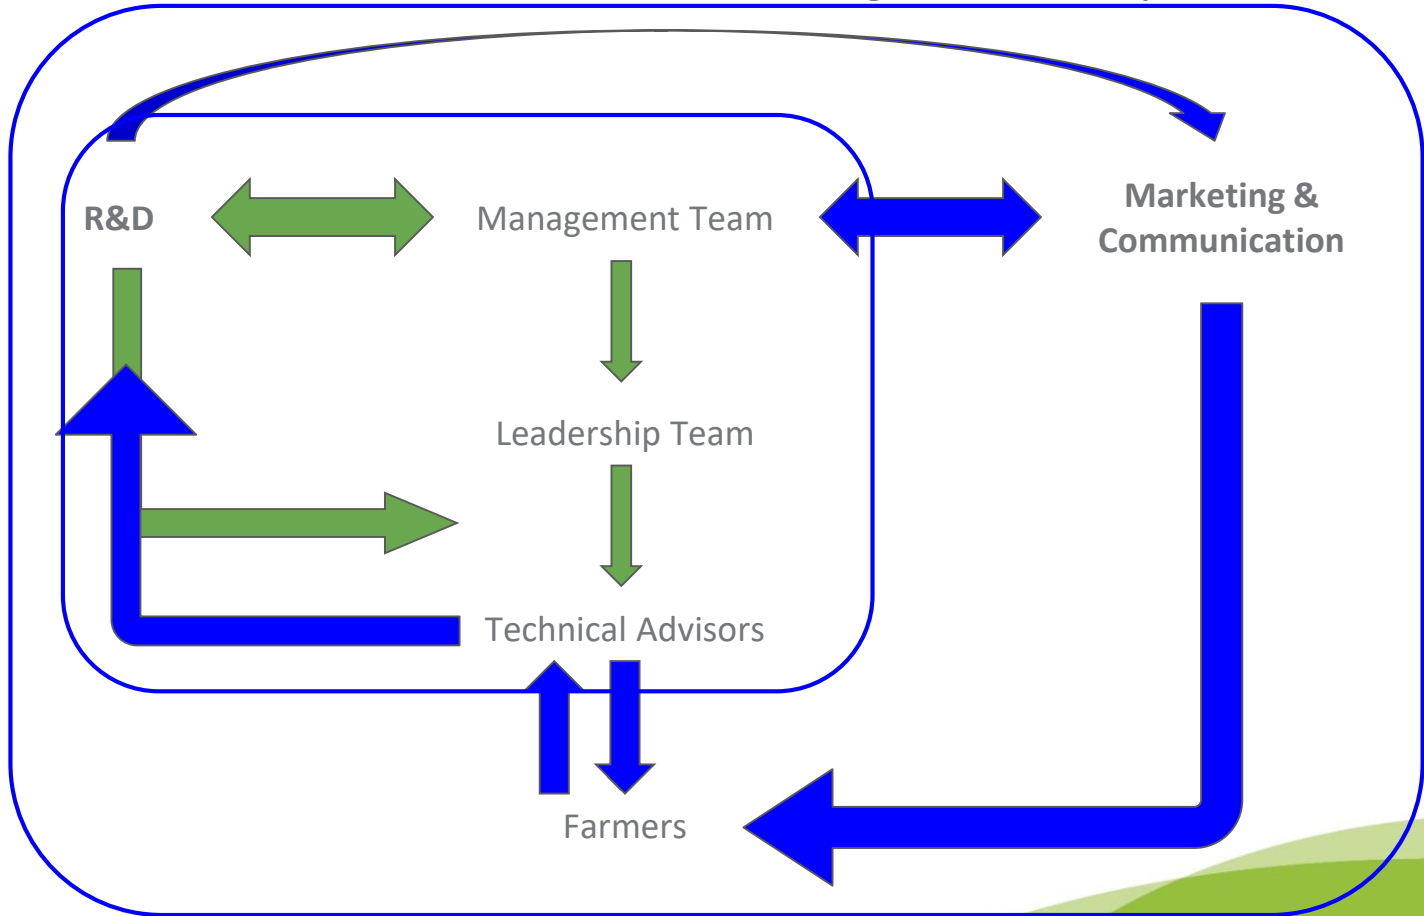 R&D
Management Team
Marketing &
Communication
Leadership Team
Technical Advisors
Farmers